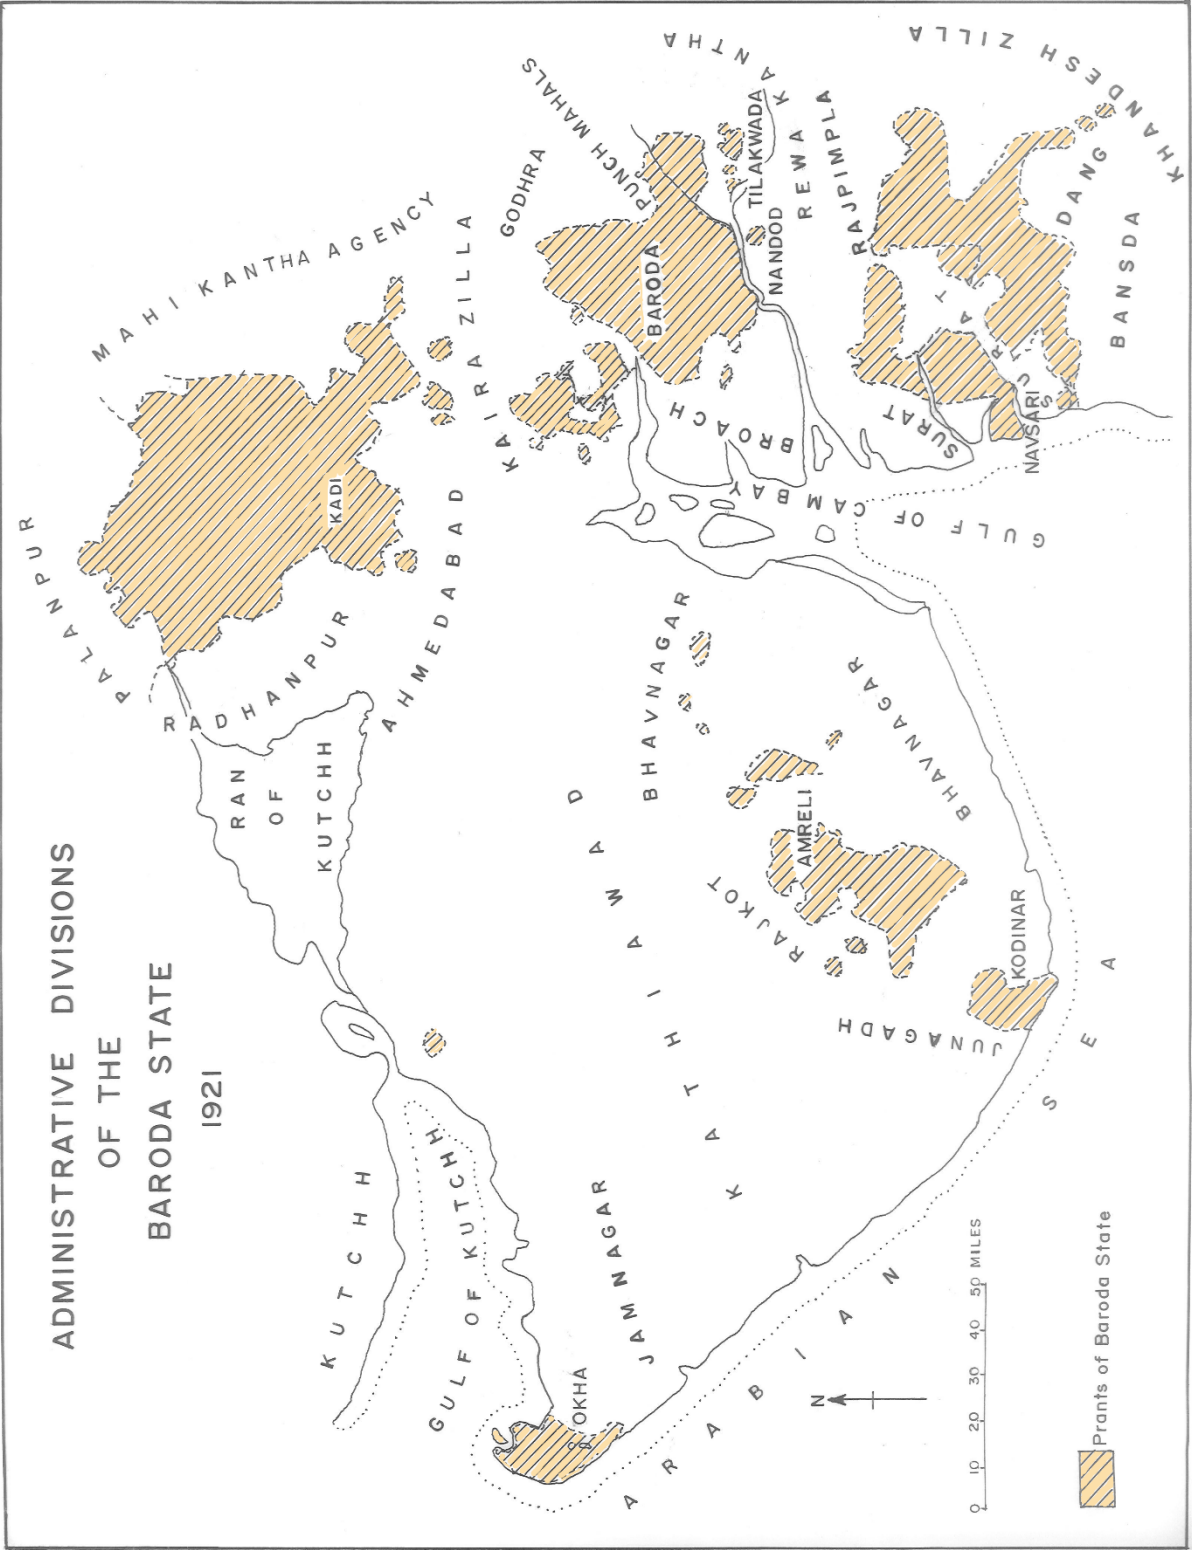 ADMINISTRATIVE DIVISIONS
OF THE
BARODA STATE
1921
PALANPUR
MAHI KANTHA AGENCY
RADHANPUR
KADI
AHMEDABAD
KAIRA ZILLA
GODHRA
PUNCH MAHALS
RAN
OF
KUTCHH
KUTCHH
GULF OF KUTCHH
OKHA
JAMNAGAR
KATHIAWAD
BHAVNAGAR
RAJKOT
AMRELI
BHAVNAGAR
JUNAGADH
KODINAR
BARODA
BROACH
GULF OF CAMBAY
TILAKWADA
NANDOD
REWA KANTHA
RAJPIMPLA
SURAT
SURAT
NAVSARI
DANG
BANSDA
KHANDESH ZILLA
ARABIAN SEA
N
0 10 20 30 40 50 MILES
Prants of Baroda State